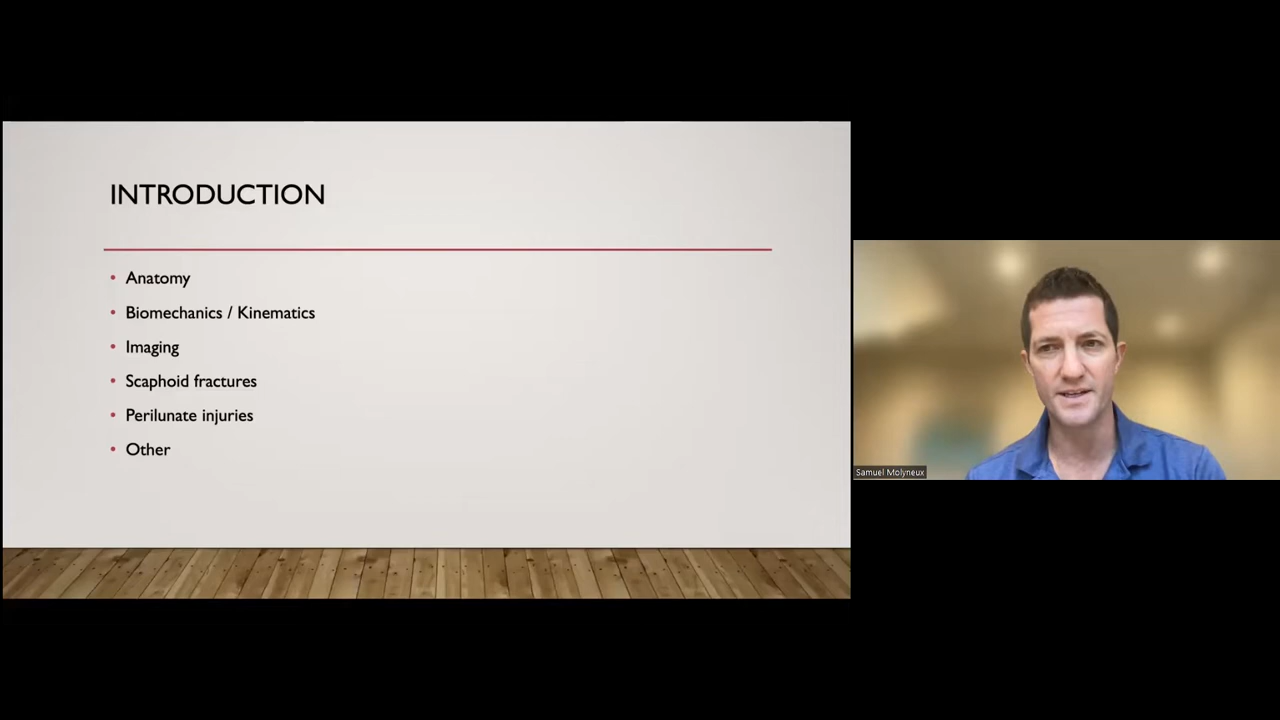 INTRODUCTION
• Anatomy
• Biomechanics / Kinematics
• Imaging
• Scaphoid fractures
• Perilunate injuries
• Other
Samuel Molyneux